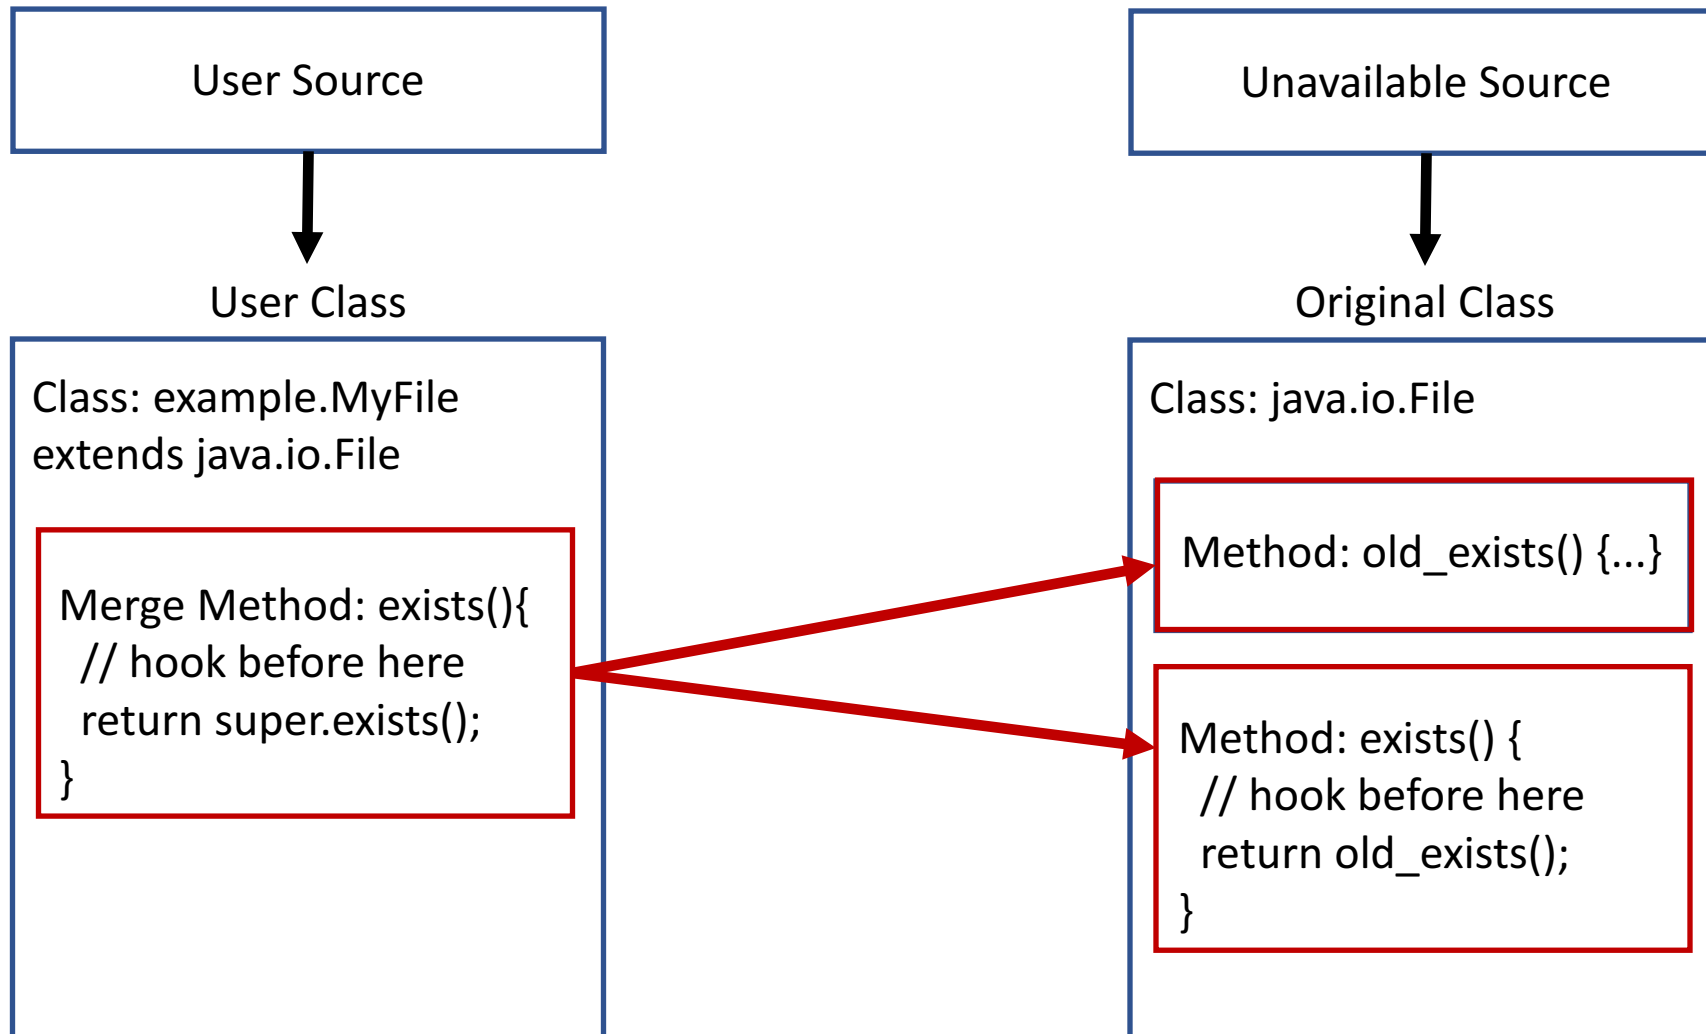 User Source
User Class
Class: example.MyFile
extends java.io.File
Merge Method: exists(){
// hook before here
return super.exists();
}
Unavailable Source
Original Class
Class: java.io.File
Method: old_exists() {...}
Method: exists() {
// hook before here
return old_exists();
}